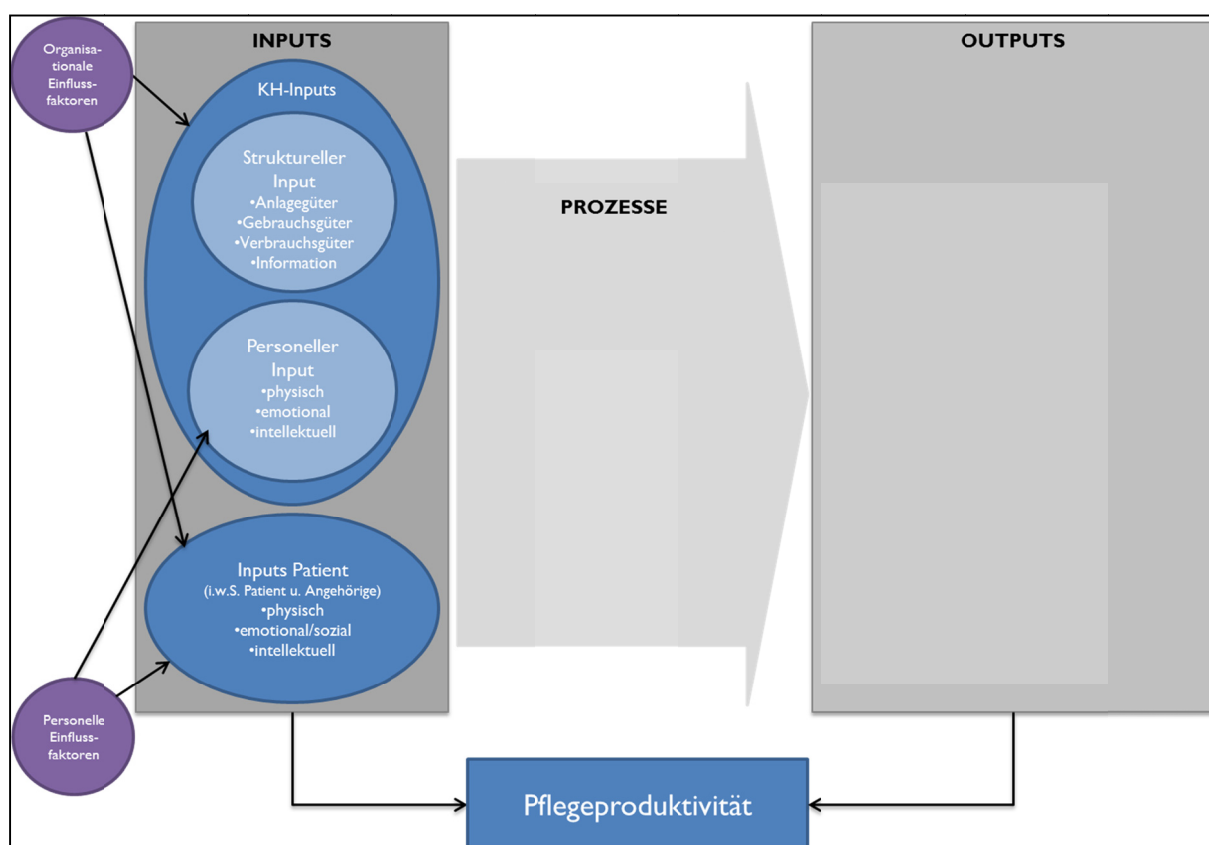 Organisa-
tionale
Einfluss-
faktoren
INPUTS
KH-Inputs
Struktureller
Input
•Anlagegüter
•Gebrauchsgüter
•Verbrauchsgüter
•Information
Personeller
Input
•physisch
•emotional
•intellektuell
Inputs Patient
(i.w.S. Patient u. Angehörige)
•physisch
•emotional/sozial
•intellektuell
Personelle
Einfluss-
faktoren
PROZESSE
OUTPUTS
Pflegeproduktivität